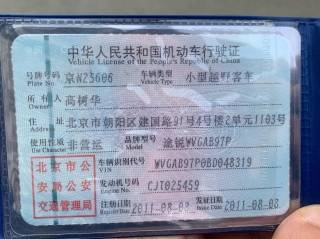 中华人民共和国机动车行驶证
Vehicle License of the People's Republic of China
号牌号码 京N25606 车辆类型 小型越野客车
Plate No. Vehicle Type
所有人 高树华
Owner
住址 北京市朝阳区建国路91号4号楼2单元1103号
Address
使用性质 非营运 品牌型号 途锐WVGAB97P
Use Character Model
北京市公安局公安交通管理局
车辆识别代号 WVGAB97P0BD048319
VIN
发动机号码 CJT025459
Engine No.
注册日期 2011-08-03 发证日期 2011-08-03
Register Date Issue Date